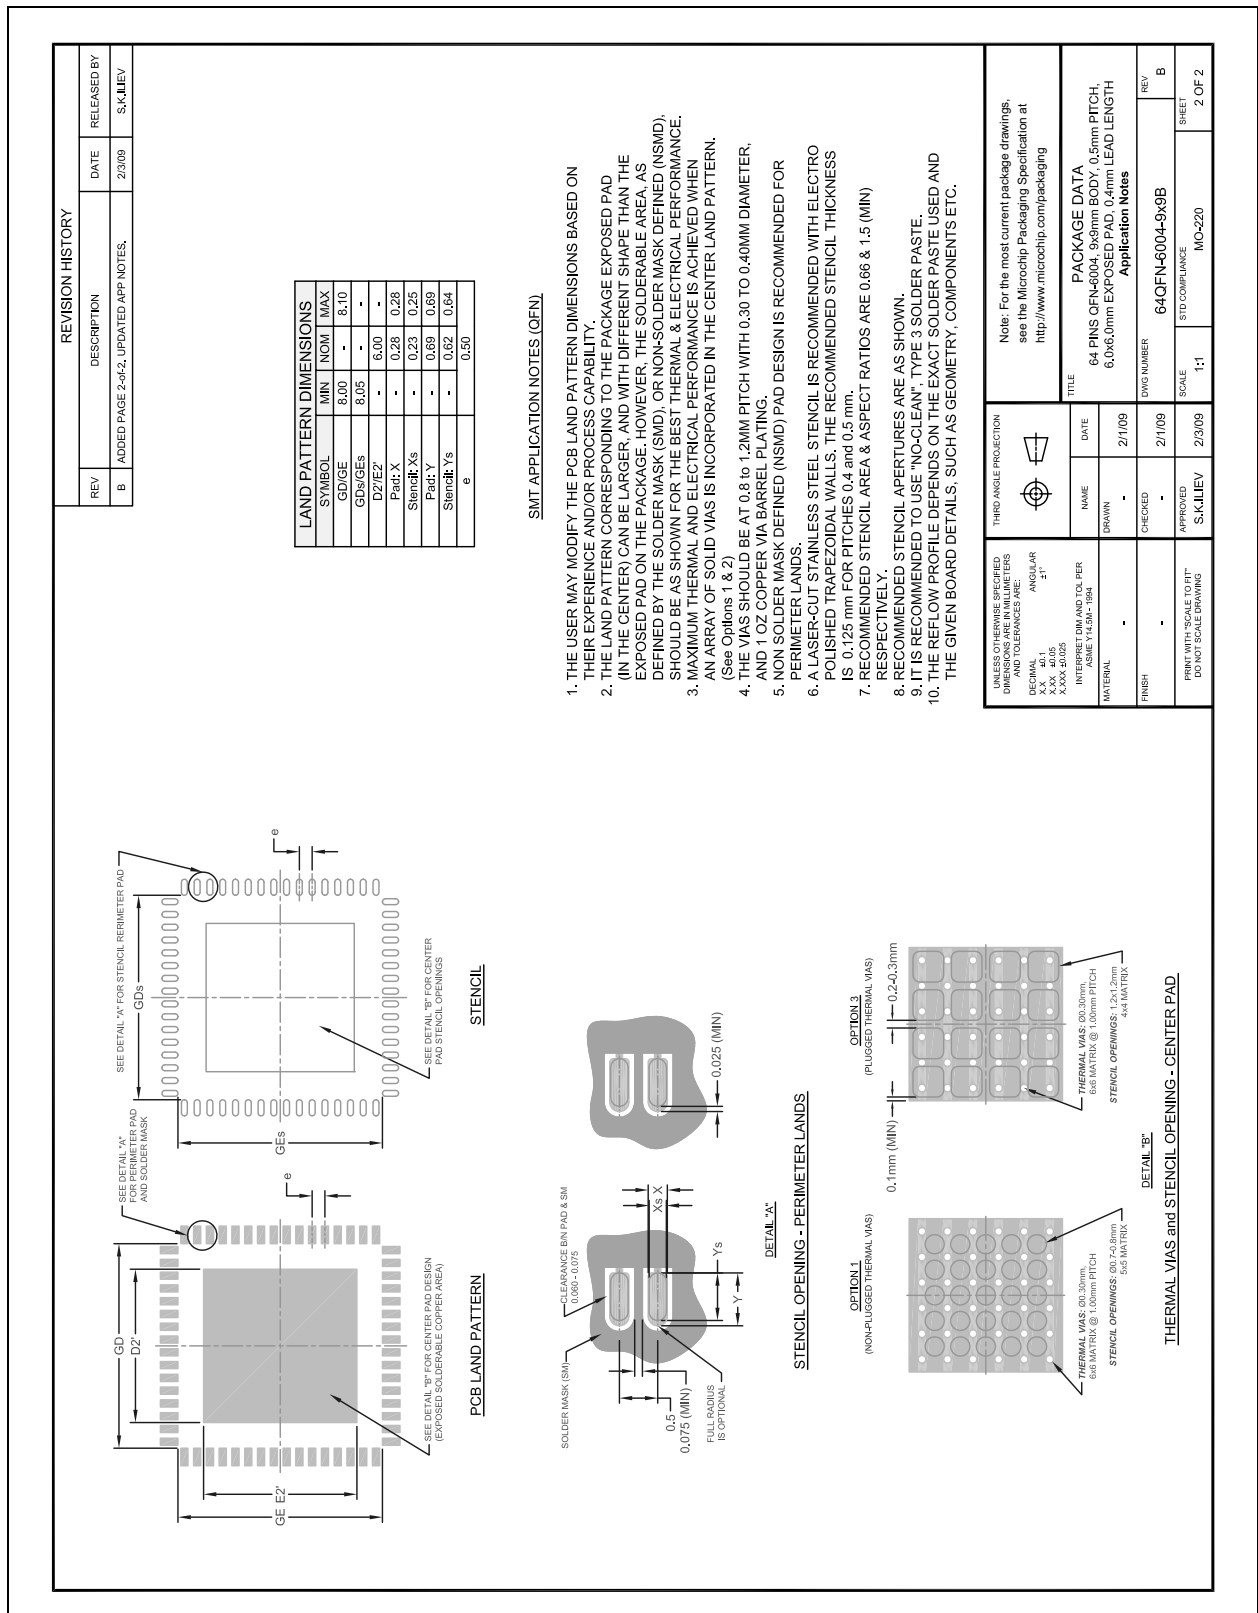 REVISION HISTORY
REV DESCRIPTION DATE RELEASED BY
B ADDED PAGE 2-of-2. UPDATED APP NOTES. 2/3/09 S.K.ILIEV
SEE DETAIL "A"
FOR PERIMETER PAD
AND SOLDER MASK
GD
D2'
GE
E2'
e
SEE DETAIL "B" FOR CENTER PAD DESIGN
(EXPOSED SOLDERABLE COPPER AREA)
PCB LAND PATTERN
SEE DETAIL "A" FOR STENCIL RERIMETER PAD
GDs
GEs
e
SEE DETAIL "B" FOR CENTER
PAD STENCIL OPENINGS
STENCIL
LAND PATTERN DIMENSIONS
SYMBOL MIN NOM MAX
GD/GE 8.00 - 8.10
GDs/GEs 8.05 - -
D2'/E2' - 6.00 -
Pad: X - 0.28 0.28
Stencil: Xs - 0.23 0.25
Pad: Y - 0.69 0.69
Stencil: Ys - 0.62 0.64
e 0.50
SOLDER MASK (SM)
CLEARANCE B/N PAD & SM
0.060 - 0.075
0.5
0.075 (MIN)
FULL RADIUS
IS OPTIONAL
Xs X
Ys
Y
0.025 (MIN)
DETAIL "A"
STENCIL OPENING - PERIMETER LANDS
OPTION 1
(NON-PLUGGED THERMAL VIAS)
THERMAL VIAS: Ø0.30mm,
6x6 MATRIX @ 1.00mm PITCH
STENCIL OPENINGS: Ø0.7-0.8mm
5x5 MATRIX
OPTION 3
(PLUGGED THERMAL VIAS)
0.1mm (MIN)
0.2-0.3mm
THERMAL VIAS: Ø0.30mm,
6x6 MATRIX @ 1.00mm PITCH
STENCIL OPENINGS: 1.2x1.2mm
4x4 MATRIX
DETAIL "B"
THERMAL VIAS and STENCIL OPENING - CENTER PAD
SMT APPLICATION NOTES (QFN)
1. THE USER MAY MODIFY THE PCB LAND PATTERN DIMENSIONS BASED ON
THEIR EXPERIENCE AND/OR PROCESS CAPABILITY.
2. THE LAND PATTERN CORRESPONDING TO THE PACKAGE EXPOSED PAD
(IN THE CENTER) CAN BE LARGER, AND WITH DIFFERENT SHAPE THAN THE
EXPOSED PAD ON THE PACKAGE. HOWEVER, THE SOLDERABLE AREA, AS
DEFINED BY THE SOLDER MASK (SMD), OR NON-SOLDER MASK DEFINED (NSMD),
SHOULD BE AS SHOWN FOR THE BEST THERMAL & ELECTRICAL PERFORMANCE.
3. MAXIMUM THERMAL AND ELECTRICAL PERFORMANCE IS ACHIEVED WHEN
AN ARRAY OF SOLID VIAS IS INCORPORATED IN THE CENTER LAND PATTERN.
(See Options 1 & 2)
4. THE VIAS SHOULD BE AT 0.8 to 1.2MM PITCH WITH 0.30 TO 0.40MM DIAMETER,
AND 1 OZ COPPER VIA BARREL PLATING.
5. NON SOLDER MASK DEFINED (NSMD) PAD DESIGN IS RECOMMENDED FOR
PERIMETER LANDS.
6. A LASER-CUT STAINLESS STEEL STENCIL IS RECOMMENDED WITH ELECTRO
POLISHED TRAPEZOIDAL WALLS. THE RECOMMENDED STENCIL THICKNESS
IS 0.125 mm FOR PITCHES 0.4 and 0.5 mm.
7. RECOMMENDED STENCIL AREA & ASPECT RATIOS ARE 0.66 & 1.5 (MIN)
RESPECTIVELY.
8. RECOMMENDED STENCIL APERTURES ARE AS SHOWN.
9. IT IS RECOMMENDED TO USE "NO-CLEAN", TYPE 3 SOLDER PASTE.
10. THE REFLOW PROFILE DEPENDS ON THE EXACT SOLDER PASTE USED AND
THE GIVEN BOARD DETAILS, SUCH AS GEOMETRY, COMPONENTS ETC.
UNLESS OTHERWISE SPECIFIED
DIMENSIONS ARE IN MILLIMETERS
AND TOLERANCES ARE:
DECIMAL ANGULAR
X.X ±0.1 ±1°
X.XX ±0.05
X.XXX ±0.025
INTERPRET DIM AND TOL PER
ASME Y14.5M - 1994
MATERIAL
-
FINISH
-
PRINT WITH "SCALE TO FIT"
DO NOT SCALE DRAWING
THIRD ANGLE PROJECTION
NAME DATE
DRAWN
- 2/1/09
CHECKED
- 2/1/09
APPROVED
S.K.ILIEV 2/3/09
Note: For the most current package drawings,
see the Microchip Packaging Specification at
http://www.microchip.com/packaging
TITLE
PACKAGE DATA
64 PINS QFN-6004, 9x9mm BODY, 0.5mm PITCH,
6.0x6.0mm EXPOSED PAD, 0.4mm LEAD LENGTH
Application Notes
DWG NUMBER REV
64QFN-6004-9x9B B
SCALE STD COMPLIANCE SHEET
1:1 MO-220 2 OF 2